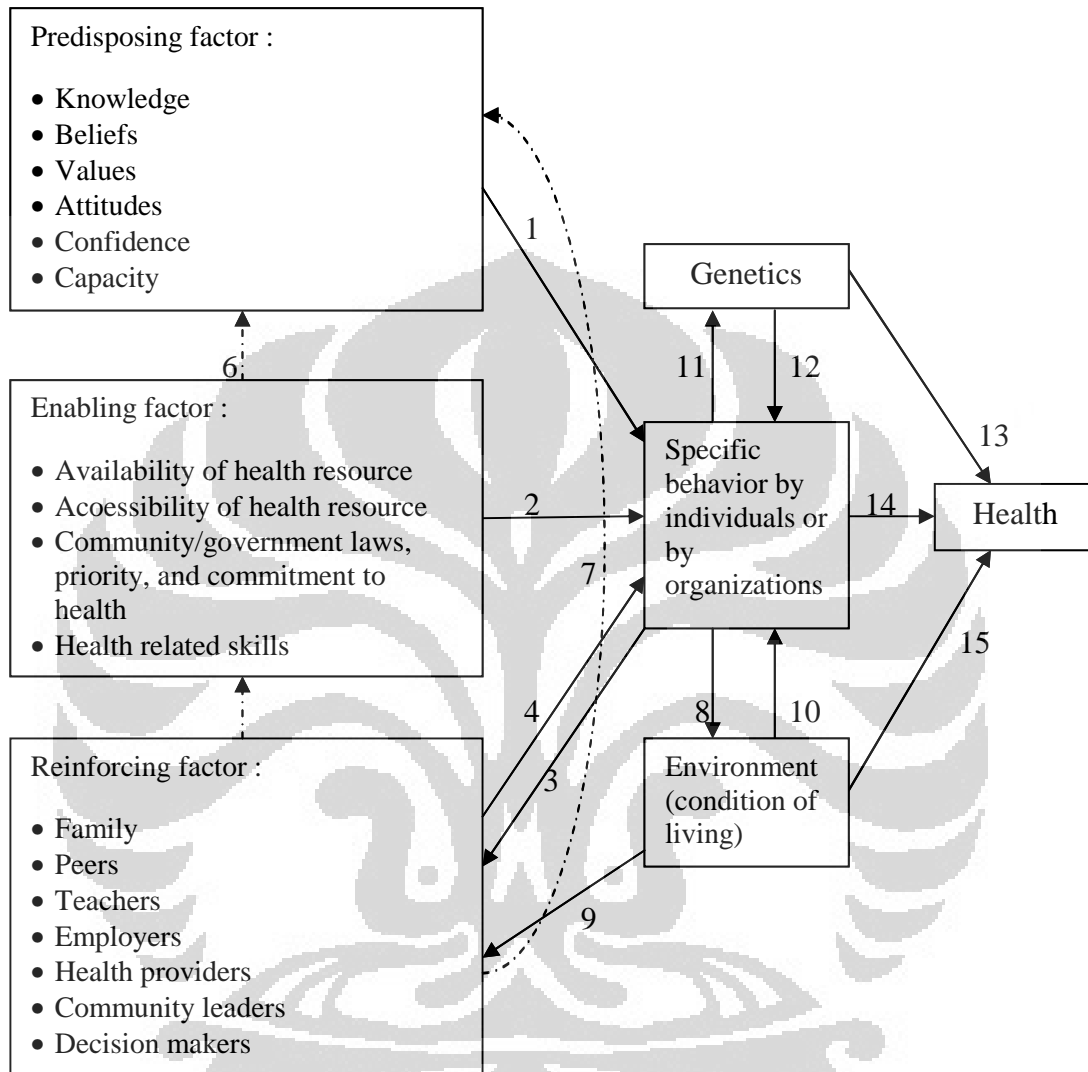 Predisposing factor :
• Knowledge
• Beliefs
• Values
• Attitudes
• Confidence
• Capacity
6
Enabling factor :
• Availability of health resource
• Acoessibility of health resource
• Community/government laws,
priority, and commitment to
health
• Health related skills
Reinforcing factor :
• Family
• Peers
• Teachers
• Employers
• Health providers
• Community leaders
• Decision makers
1
2
7
4
3
9
Genetics
11
12
Specific
behavior by
individuals or
by
organizations
8
10
Environment
(condition of
living)
13
14
Health
15